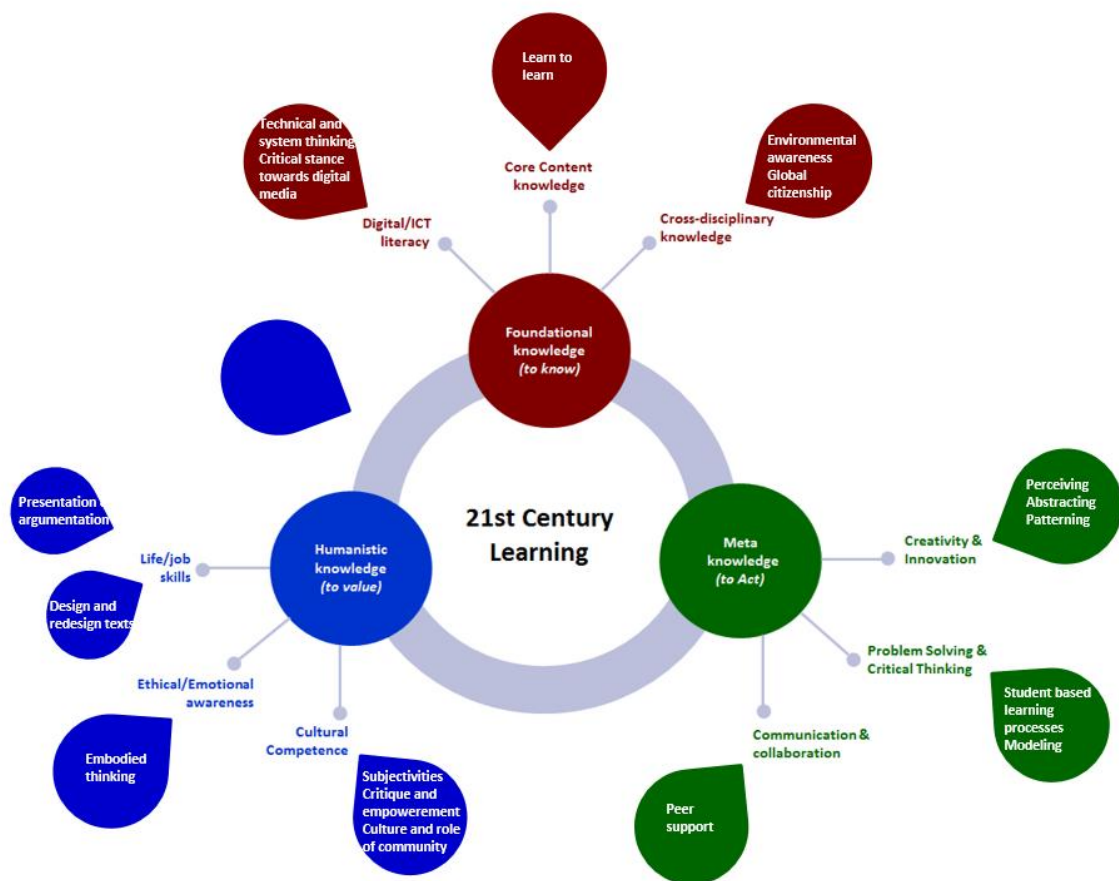 Learn to
learn
Technical and
system thinking
Critical stance
towards digital
media
Environmental
awareness
Global
citizenship
Core Content
knowledge
Digital/ICT
literacy
Cross-disciplinary
knowledge
Foundational
knowledge
(to know)
21st Century
Learning
Humanistic
knowledge
(to value)
Meta
knowledge
(to Act)
Presentation
argumentation
Life/job
skills
Design and
redesign texts
Ethical/Emotional
awareness
Embodied
thinking
Cultural
Competence
Subjectivities
Critique and
empowerement
Culture and role
of community
Perceiving
Abstracting
Patterning
Creativity &
Innovation
Problem Solving &
Critical Thinking
Student based
learning
processes
Modeling
Communication &
collaboration
Peer
support